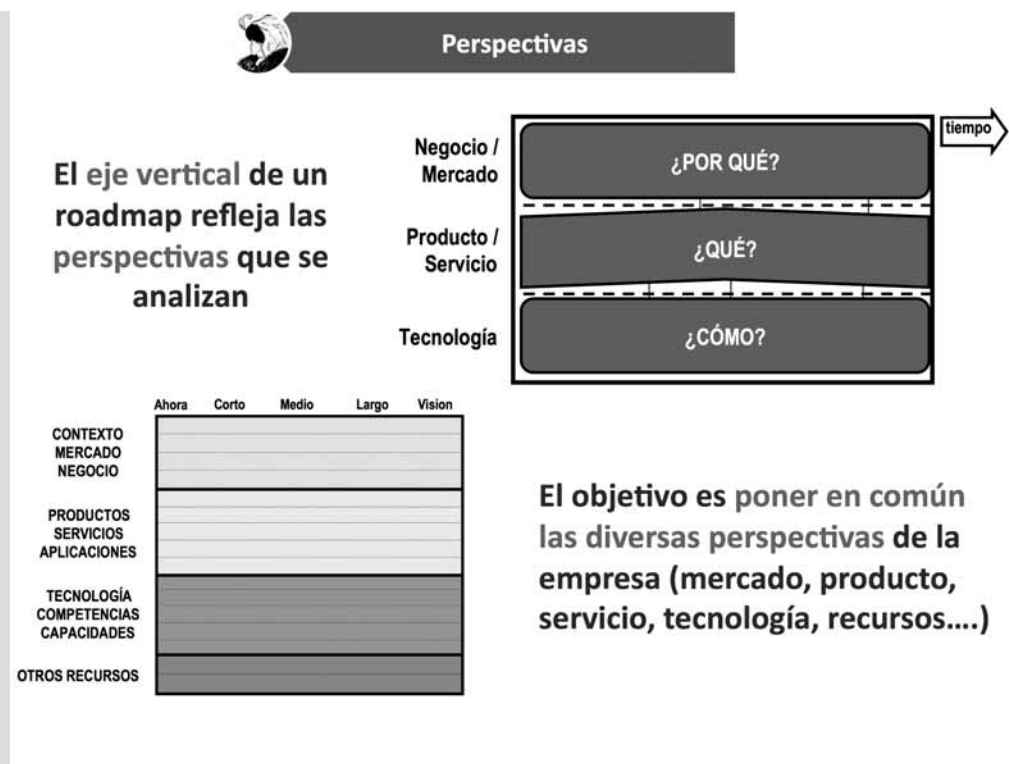 Perspectivas
El eje vertical de un
roadmap refleja las
perspectivas que se
analizan
tiempo
Negocio /
Mercado
¿POR QUÉ?
Producto /
Servicio
¿QUÉ?
Tecnología
¿CÓMO?
Ahora Corto Medio Largo Vision
CONTEXTO
MERCADO
NEGOCIO
PRODUCTOS
SERVICIOS
APLICACIONES
TECNOLOGÍA
COMPETENCIAS
CAPACIDADES
OTROS RECURSOS
El objetivo es poner en común
las diversas perspectivas de la
empresa (mercado, producto,
servicio, tecnología, recursos....)